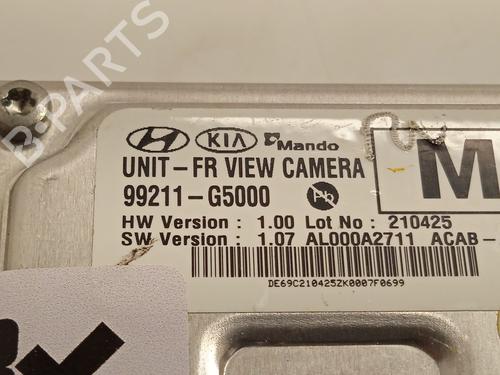 B-PARTS
HYUNDAI KIA Mando
UNIT-FR VIEW CAMERA
99211-G5000 Pb
HW Version : 1.00 Lot No : 210425
SW Version : 1.07 AL000A2711 ACAB-
DE69C210425ZK0007F0699
M